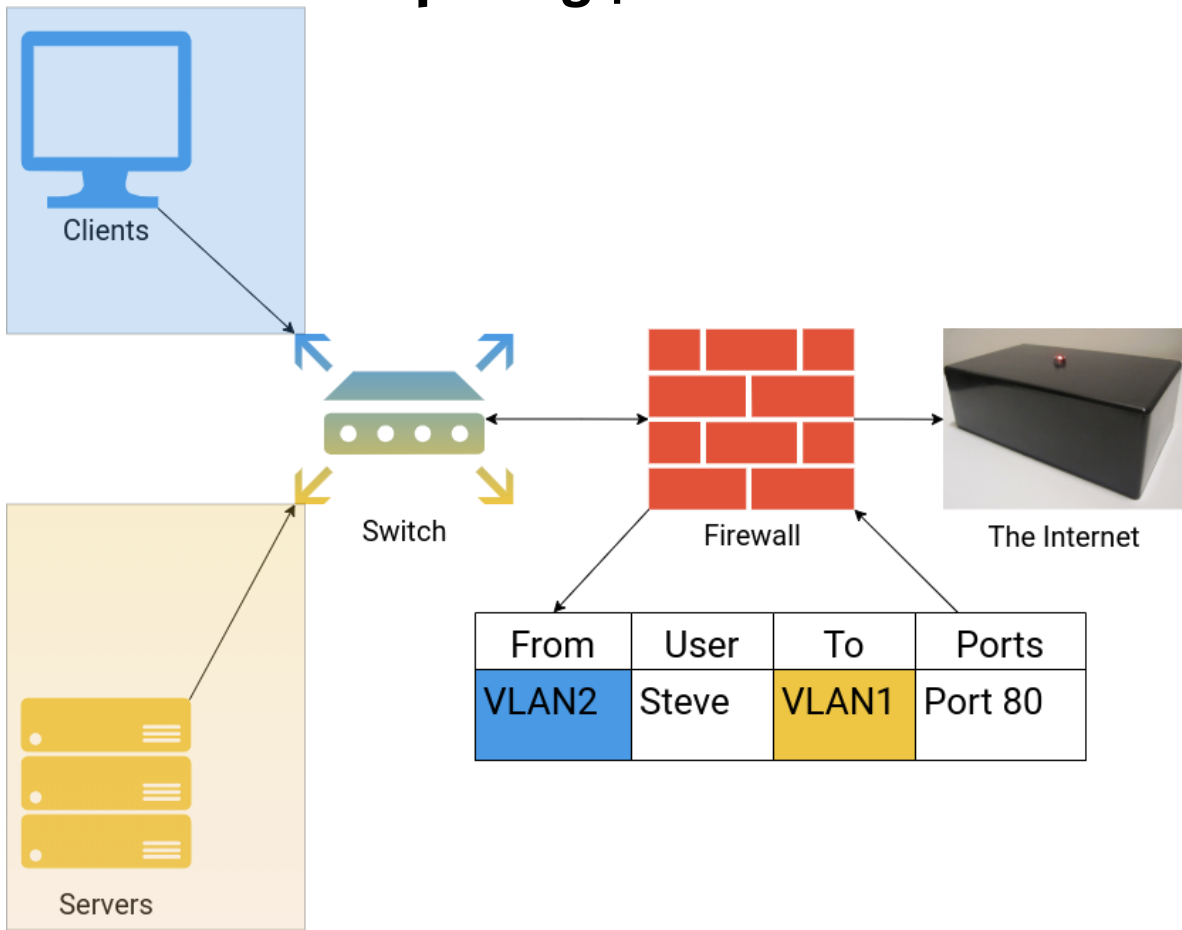 Clients
Switch
Firewall
The Internet
From User To Ports
VLAN2 Steve VLAN1 Port 80
Servers